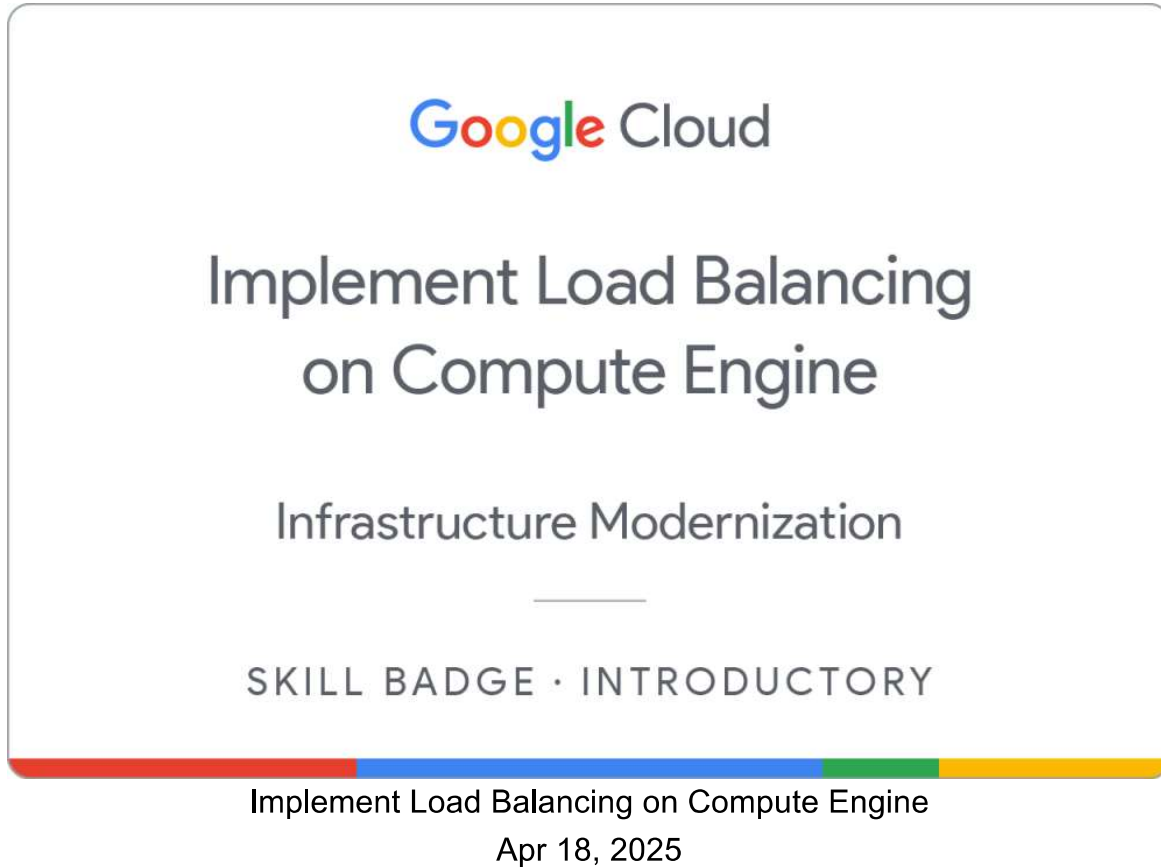 Google Cloud
Implement Load Balancing
on Compute Engine
Infrastructure Modernization
SKILL BADGE · INTRODUCTORY
Implement Load Balancing on Compute Engine
Apr 18, 2025